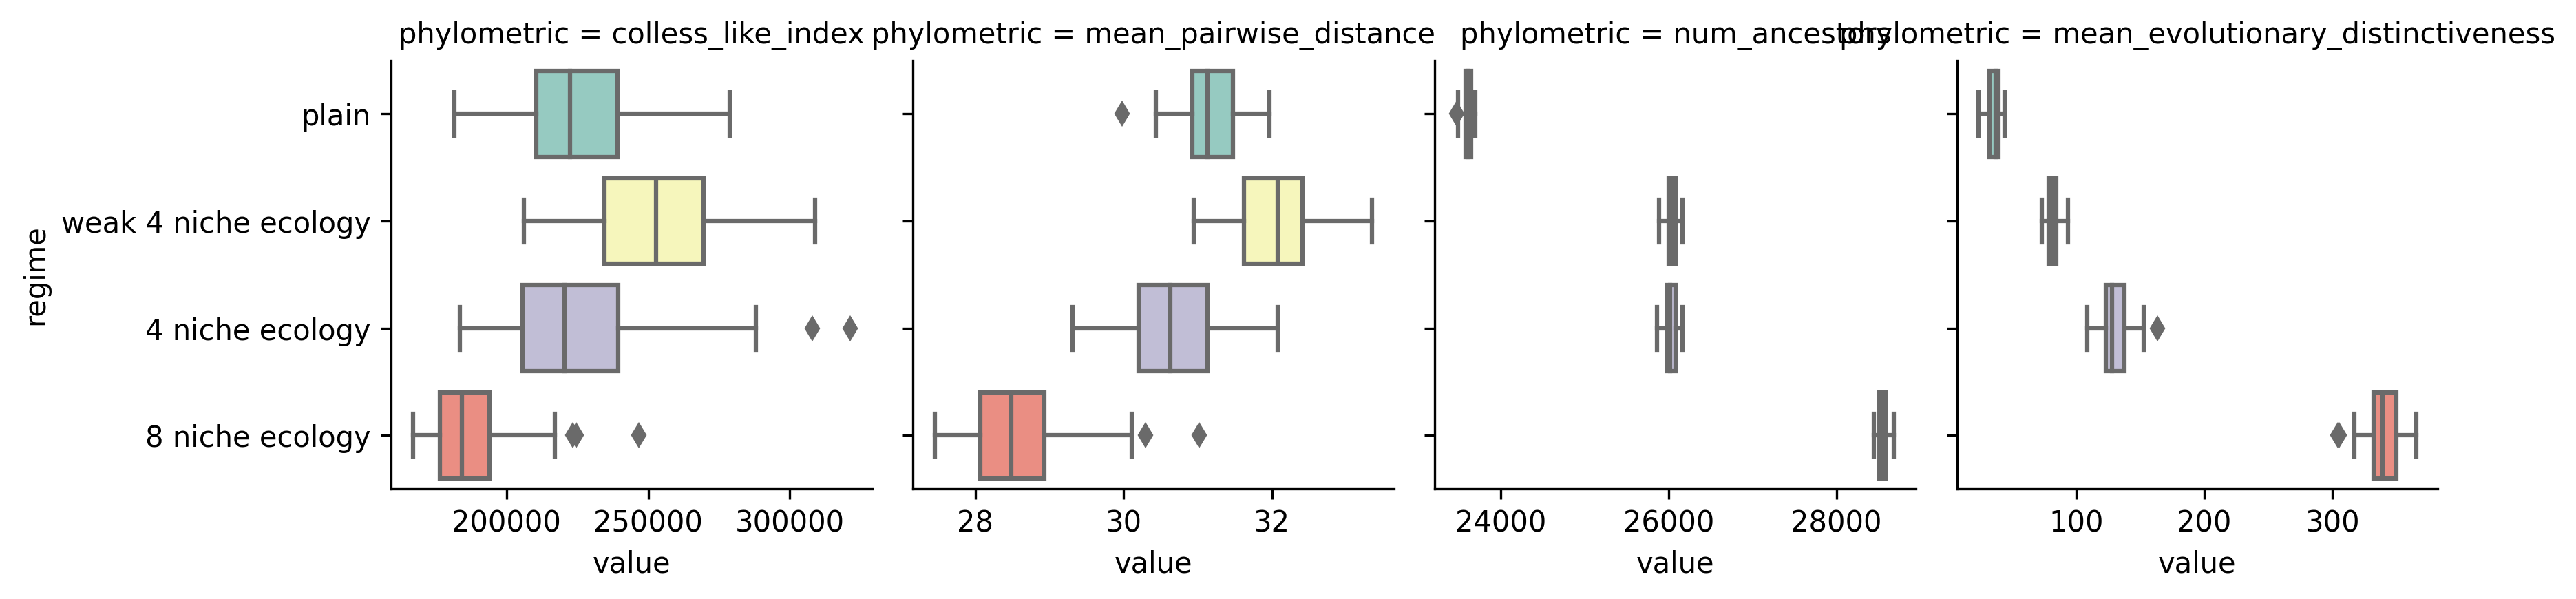 phylometric = colless_like_index
phylometric = mean_pairwise_distance
phylometric = num_ancestors
phylometric = mean_evolutionary_distinctiveness
regime
plain
weak 4 niche ecology
4 niche ecology
8 niche ecology
200000 250000 300000
value
28 30 32
value
24000 26000 28000
value
100 200 300
value